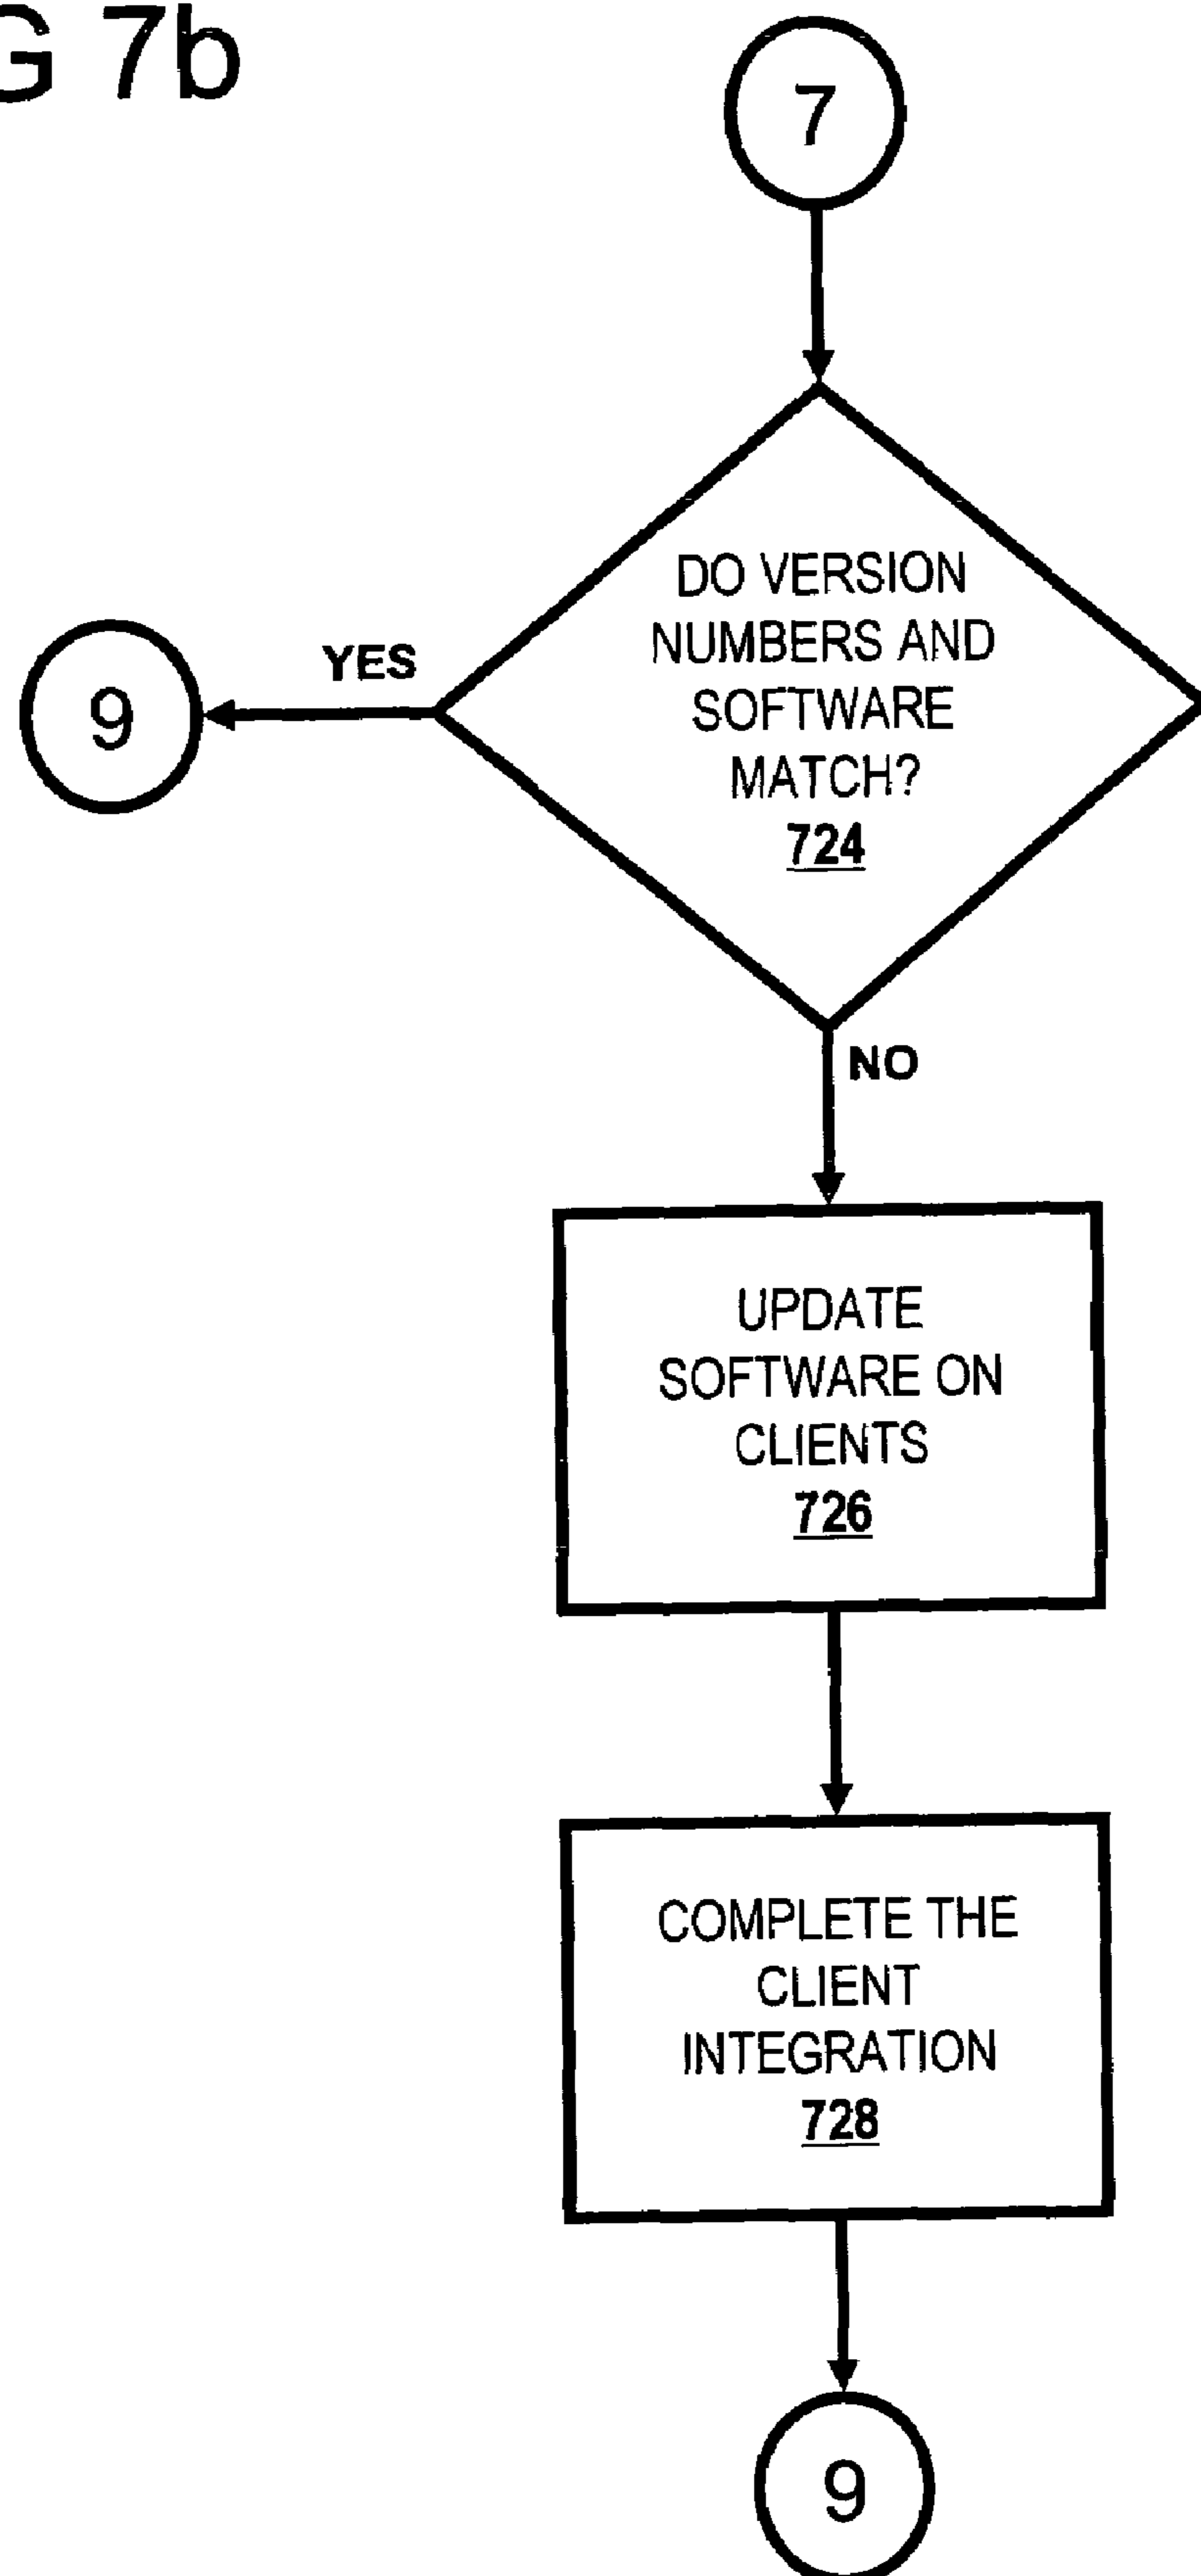 G 7b
7
DO VERSION
NUMBERS AND
SOFTWARE
MATCH?
724
YES
9
NO
UPDATE
SOFTWARE ON
CLIENTS
726
COMPLETE THE
CLIENT
INTEGRATION
728
9